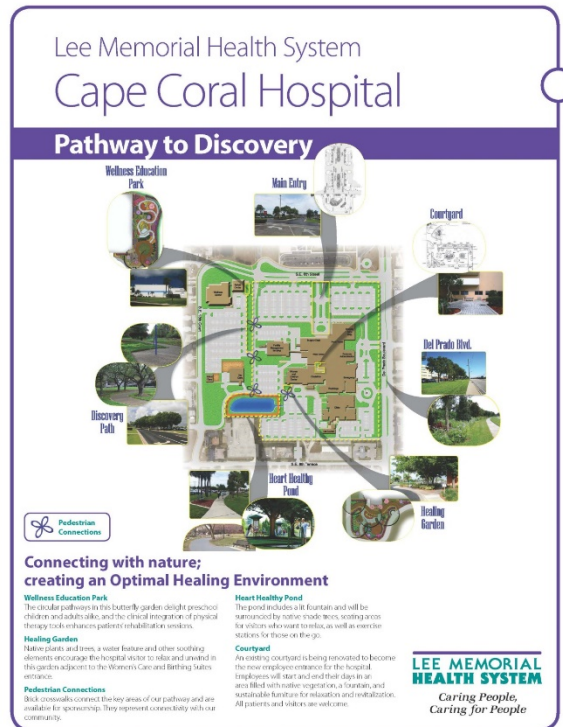 Lee Memorial Health System
Cape Coral Hospital
Pathway to Discovery
Wellness Education
Park
Main Entry
Courtyard
Del Prado Blvd.
Discovery
Path
Heart Healthy
Pond
Healing
Garden
Pedestrian
Connections
Connecting with nature;
creating an Optimal Healing Environment
Wellness Education Park
The circular pathways in this butterfly garden delight preschool
children and adults alike, and the clinical integration of physical
therapy tools enhances patients' rehabilitation sessions.
Healing Garden
Native plants and trees, a water feature and other soothing
elements encourage the hospital visitor to relax and unwind in
this garden adjacent to the Women's Care and Birthing Suites
entrance.
Pedestrian Connections
Brick crosswalks connect the key areas of our pathway and are
available for sponsorship. They represent connectivity with our
community.
Heart Healthy Pond
The pond includes a lit fountain and will be
surrounded by native shade trees, seating areas
for visitors who want to relax, as well as exercise
stations for those on the go.
Courtyard
An existing courtyard is being renovated to become
the new employee entrance for the hospital.
Employees will start and end their days in an
area filled with native vegetation, a fountain, and
sustainable furniture for relaxation and revitalization.
All patients and visitors are welcome.
LEE MEMORIAL
HEALTH SYSTEM
Caring People,
Caring for People